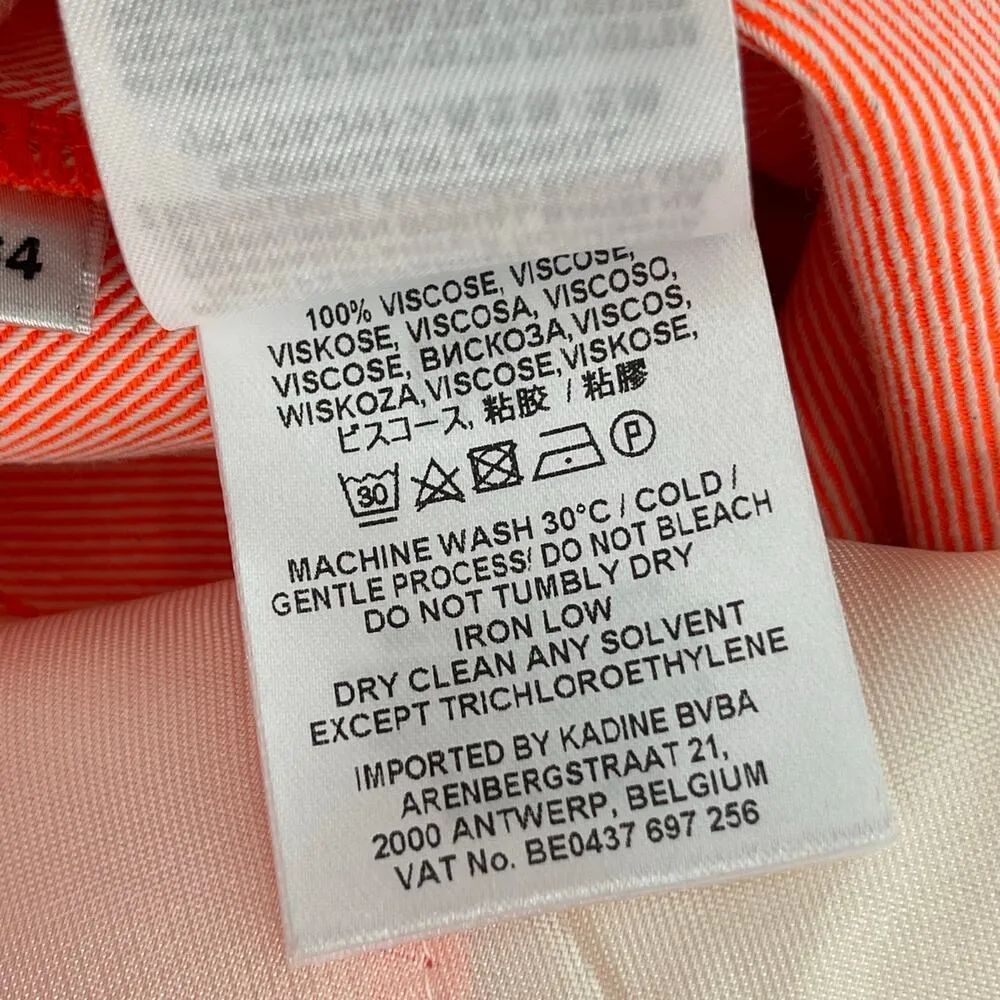 34
100% VISCOSE, VISCOSE,
VISKOSE, VISCOSA, VISCOSO,
VISCOSE, ВИСКОЗА,VISCOS,
WISKOZA,VISCOSE,VISKOSE,
ビスコース, 粘胶 / 粘膠
30 P
MACHINE WASH 30°C / COLD /
GENTLE PROCESS/ DO NOT BLEACH
DO NOT TUMBLY DRY
IRON LOW
DRY CLEAN ANY SOLVENT
EXCEPT TRICHLOROETHYLENE
IMPORTED BY KADINE BVBA
ARENBERGSTRAAT 21,
2000 ANTWERP, BELGIUM
VAT No. BE0437 697 256